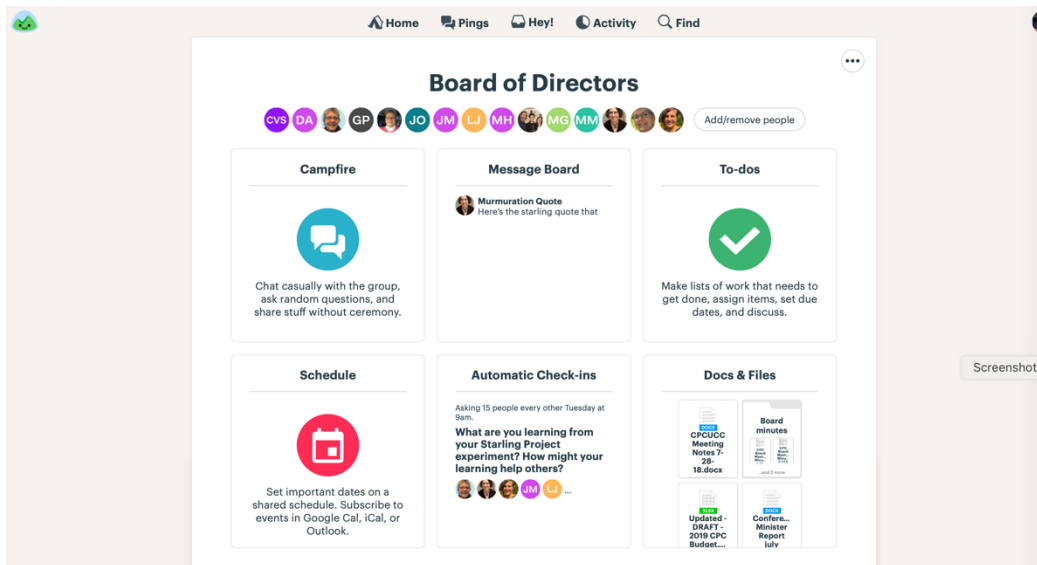 Home Pings Hey! Activity Find
Board of Directors
CVS DA GP JO JM LJ MH MG MM Add/remove people
Campfire
Chat casually with the group,
ask random questions, and
share stuff without ceremony.
Message Board
Murmuration Quote
Here's the starling quote that
To-dos
Make lists of work that needs to
get done, assign items, set due
dates, and discuss.
Schedule
Set important dates on a
shared schedule. Subscribe to
events in Google Cal, iCal, or
Outlook.
Automatic Check-ins
Asking 15 people every other Tuesday at
9am.
What are you learning from
your Starling Project
experiment? How might your
learning help others?
JM LJ ...
Docs & Files
DOCX
CPCUCC
Meeting
Notes 7-
28-
18.docx
Board
minutes
...and 2 more
XLSX
Updated -
DRAFT -
2019 CPC
Budget....
DOCX
Confere...
Minister
Report
july
Screenshot